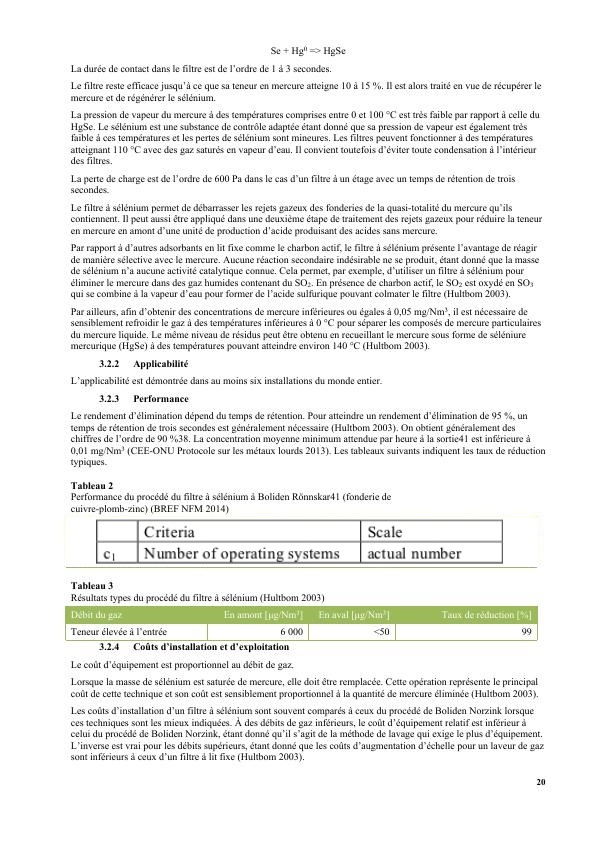 Se + Hg⁰ => HgSe
La durée de contact dans le filtre est de l'ordre de 1 à 3 secondes.
Le filtre reste efficace jusqu'à ce que sa teneur en mercure atteigne 10 à 15 %. Il est alors traité en vue de récupérer le
mercure et de régénérer le sélénium.
La pression de vapeur du mercure à des températures comprises entre 0 et 100 °C est très faible par rapport à celle du
HgSe. Le sélénium est une substance de contrôle adaptée étant donné que sa pression de vapeur est également très
faible à ces températures et les pertes de sélénium sont mineures. Les filtres peuvent fonctionner à des températures
atteignant 110 °C avec des gaz saturés en vapeur d'eau. Il convient toutefois d'éviter toute condensation à l'intérieur
des filtres.
La perte de charge est de l'ordre de 600 Pa dans le cas d'un filtre à un étage avec un temps de rétention de trois
secondes.
Le filtre à sélénium permet de débarrasser les rejets gazeux des fonderies de la quasi-totalité du mercure qu'ils
contiennent. Il peut aussi être appliqué dans une deuxième étape de traitement des rejets gazeux pour réduire la teneur
en mercure en amont d'une unité de production d'acide produisant des acides sans mercure.
Par rapport à d'autres adsorbants en lit fixe comme le charbon actif, le filtre à sélénium présente l'avantage de réagir
de manière sélective avec le mercure. Aucune réaction secondaire indésirable ne se produit, étant donné que la masse
de sélénium n'a aucune activité catalytique connue. Cela permet, par exemple, d'utiliser un filtre à sélénium pour
éliminer le mercure dans des gaz humides contenant du SO₂. En présence de charbon actif, le SO₂ est oxydé en SO₃
qui se combine à la vapeur d'eau pour former de l'acide sulfurique pouvant colmater le filtre (Hultbom 2003).
Par ailleurs, afin d'obtenir des concentrations de mercure inférieures ou égales à 0,05 mg/Nm³, il est nécessaire de
sensiblement refroidir le gaz à des températures inférieures à 0 °C pour séparer les composés de mercure particulaires
du mercure liquide. Le même niveau de résidus peut être obtenu en recueillant le mercure sous forme de séléniure
mercurique (HgSe) à des températures pouvant atteindre environ 140 °C (Hultbom 2003).
3.2.2 Applicabilité
L'applicabilité est démontrée dans au moins six installations du monde entier.
3.2.3 Performance
Le rendement d'élimination dépend du temps de rétention. Pour atteindre un rendement d'élimination de 95 %, un
temps de rétention de trois secondes est généralement nécessaire (Hultbom 2003). On obtient généralement des
chiffres de l'ordre de 90 %38. La concentration moyenne minimum attendue par heure à la sortie41 est inférieure à
0,01 mg/Nm³ (CEE-ONU Protocole sur les métaux lourds 2013). Les tableaux suivants indiquent les taux de réduction
typiques.
Tableau 2
Performance du procédé du filtre à sélénium à Boliden Rönnskar41 (fonderie de
cuivre-plomb-zinc) (BREF NFM 2014)
Criteria Scale
c₁ Number of operating systems actual number
Tableau 3
Résultats types du procédé du filtre à sélénium (Hultbom 2003)
Débit du gaz En amont [µg/Nm³] En aval [µg/Nm³] Taux de réduction [%]
Teneur élevée à l'entrée 6 000 <50 99
3.2.4 Coûts d'installation et d'exploitation
Le coût d'équipement est proportionnel au débit de gaz.
Lorsque la masse de sélénium est saturée de mercure, elle doit être remplacée. Cette opération représente le principal
coût de cette technique et son coût est sensiblement proportionnel à la quantité de mercure éliminée (Hultbom 2003).
Les coûts d'installation d'un filtre à sélénium sont souvent comparés à ceux du procédé de Boliden Norzink lorsque
ces techniques sont les mieux indiquées. À des débits de gaz inférieurs, le coût d'équipement relatif est inférieur à
celui du procédé de Boliden Norzink, étant donné qu'il s'agit de la méthode de lavage qui exige le plus d'équipement.
L'inverse est vrai pour les débits supérieurs, étant donné que les coûts d'augmentation d'échelle pour un laveur de gaz
sont inférieurs à ceux d'un filtre à lit fixe (Hultbom 2003).
20